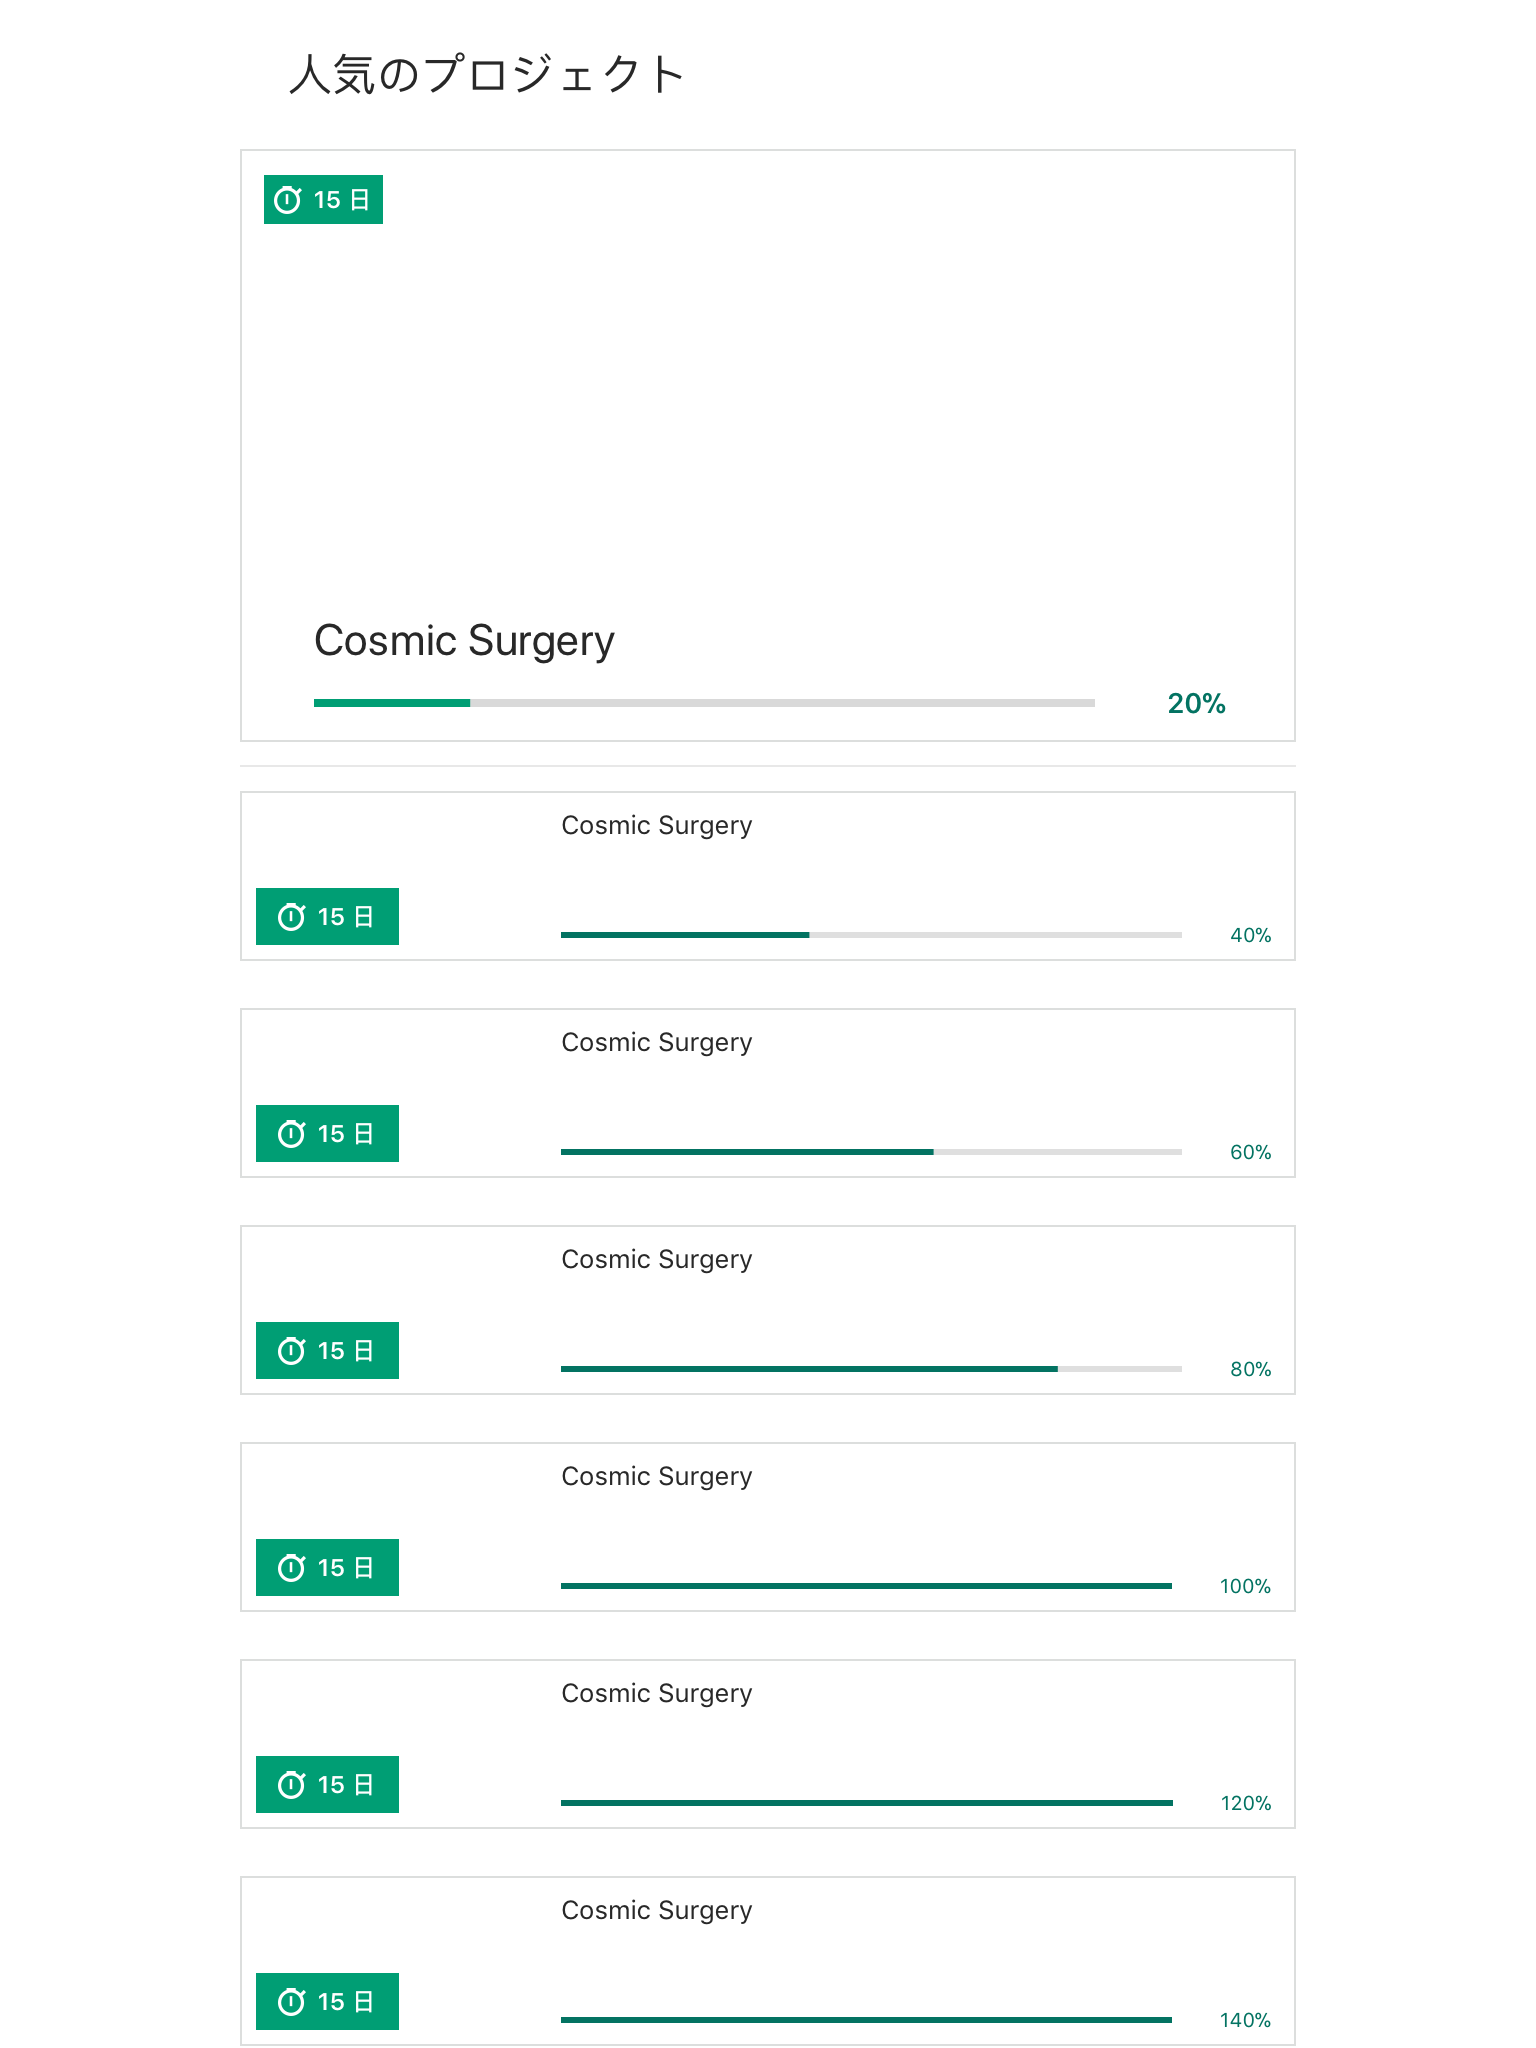 人気のプロジェクト
15 日
Cosmic Surgery
20%
Cosmic Surgery
15 日
40%
Cosmic Surgery
15 日
60%
Cosmic Surgery
15 日
80%
Cosmic Surgery
15 日
100%
Cosmic Surgery
15 日
120%
Cosmic Surgery
15 日
140%